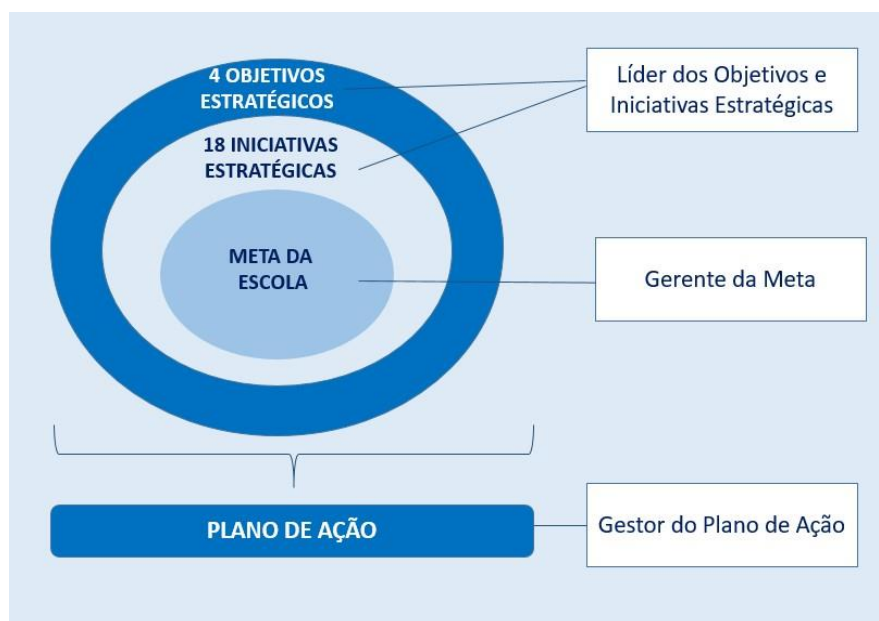 4 OBJETIVOS
ESTRATÉGICOS
18 INICIATIVAS
ESTRATÉGICAS
META DA
ESCOLA
PLANO DE AÇÃO
Líder dos Objetivos e
Iniciativas Estratégicas
Gerente da Meta
Gestor do Plano de Ação